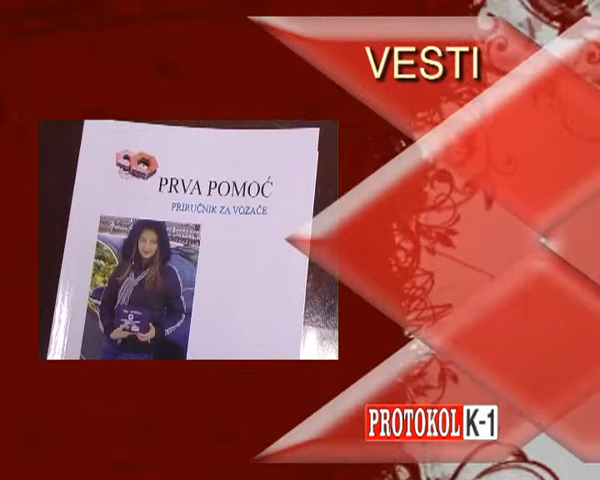 VESTI
PRVA POMOĆ
PRIRUČNIK ZA VOZAČE
PROTOKOL K-1